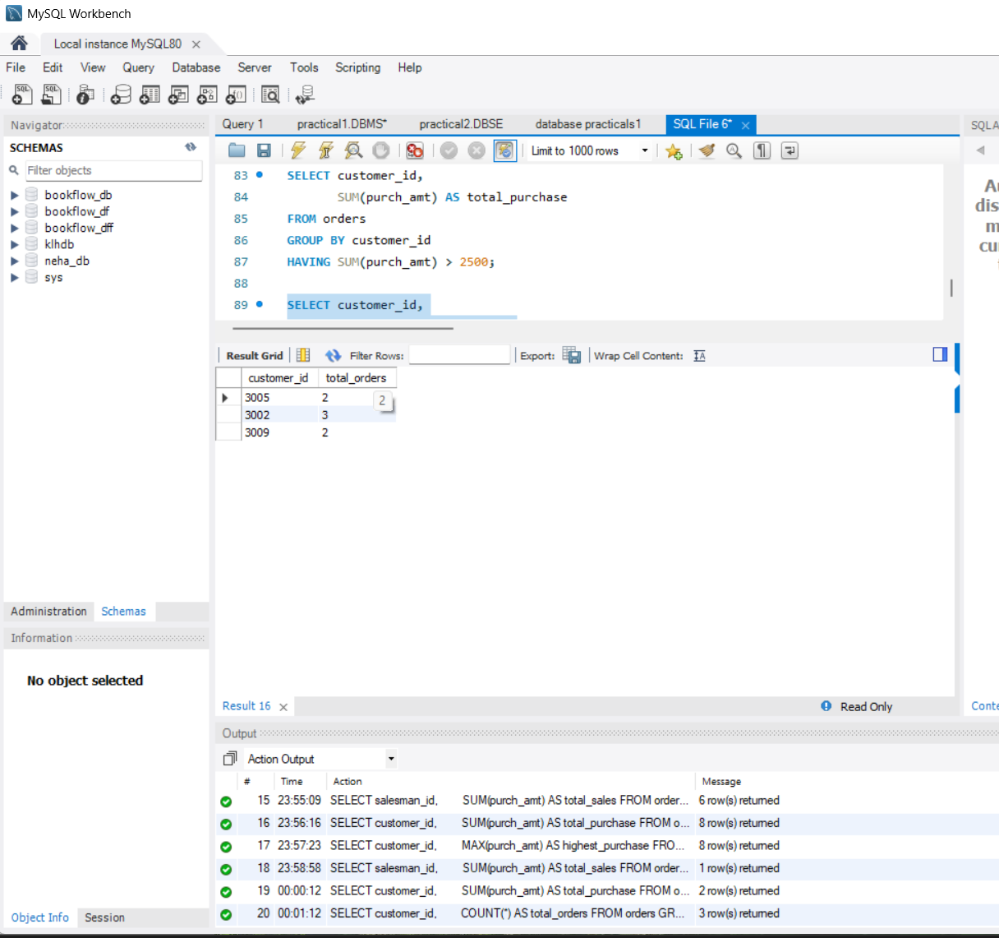 MySQL Workbench
Local instance MySQL80
File Edit View Query Database Server Tools Scripting Help
Navigator
SCHEMAS
Filter objects
bookflow_db
bookflow_df
bookflow_dff
klhdb
neha_db
sys
Administration Schemas
Information
No object selected
Object Info Session
Query 1 practical1.DBMS* practical2.DBSE database practicals1 SQL File 6*
Limit to 1000 rows
83 SELECT customer_id,
84 SUM(purch_amt) AS total_purchase
85 FROM orders
86 GROUP BY customer_id
87 HAVING SUM(purch_amt) > 2500;
88
89 SELECT customer_id,
Result Grid Filter Rows: Export: Wrap Cell Content:
customer_id total_orders
3005 2
2
3002 3
3009 2
Result 16 Read Only
Output
Action Output
# Time Action Message
15 23:55:09 SELECT salesman_id, SUM(purch_amt) AS total_sales FROM order... 6 row(s) returned
16 23:56:16 SELECT customer_id, SUM(purch_amt) AS total_purchase FROM o... 8 row(s) returned
17 23:57:23 SELECT customer_id, MAX(purch_amt) AS highest_purchase FRO... 8 row(s) returned
18 23:58:58 SELECT salesman_id, SUM(purch_amt) AS total_sales FROM order... 1 row(s) returned
19 00:00:12 SELECT customer_id, SUM(purch_amt) AS total_purchase FROM o... 2 row(s) returned
20 00:01:12 SELECT customer_id, COUNT(*) AS total_orders FROM orders GR... 3 row(s) returned